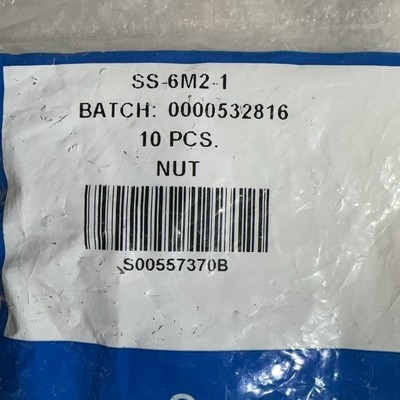 SS-6M2-1
BATCH: 0000532816
10 PCS.
NUT
S00557370B